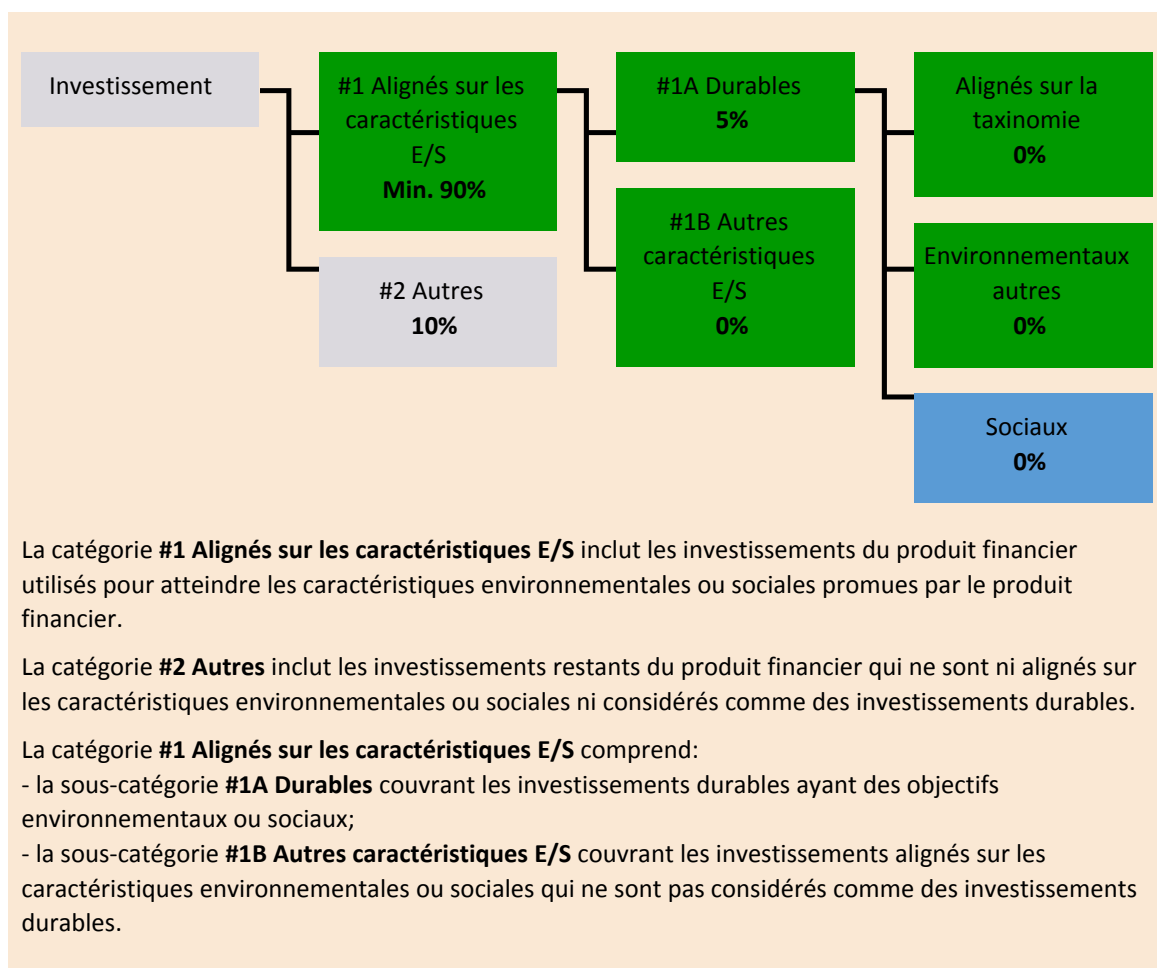 Investissement
#1 Alignés sur les
caractéristiques
E/S
Min. 90%
#2 Autres
10%
#1A Durables
5%
#1B Autres
caractéristiques
E/S
0%
Alignés sur la
taxinomie
0%
Environnementaux
autres
0%
Sociaux
0%
La catégorie #1 Alignés sur les caractéristiques E/S inclut les investissements du produit financier
utilisés pour atteindre les caractéristiques environnementales ou sociales promues par le produit
financier.
La catégorie #2 Autres inclut les investissements restants du produit financier qui ne sont ni alignés sur
les caractéristiques environnementales ou sociales ni considérés comme des investissements durables.
La catégorie #1 Alignés sur les caractéristiques E/S comprend:
- la sous-catégorie #1A Durables couvrant les investissements durables ayant des objectifs
environnementaux ou sociaux;
- la sous-catégorie #1B Autres caractéristiques E/S couvrant les investissements alignés sur les
caractéristiques environnementales ou sociales qui ne sont pas considérés comme des investissements
durables.